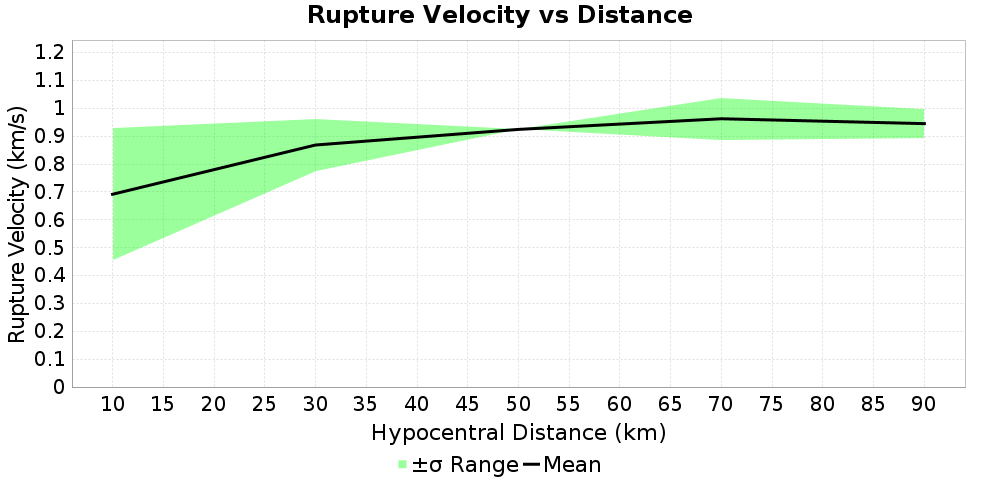 Rupture Velocity vs Distance
Rupture Velocity (km/s)
1.2
1.1
1
0.9
0.8
0.7
0.6
0.5
0.4
0.3
0.2
0.1
0
10 15 20 25 30 35 40 45 50 55 60 65 70 75 80 85 90
Hypocentral Distance (km)
±σ Range Mean